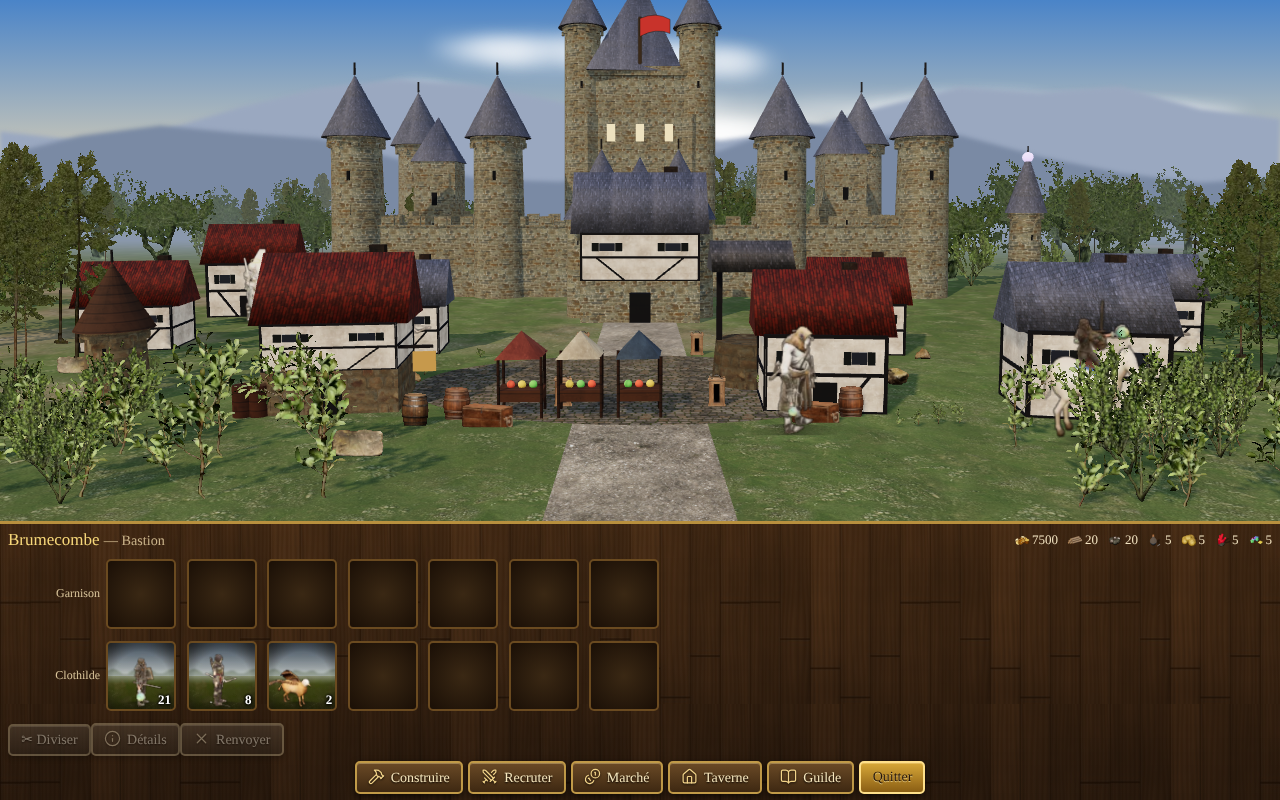 Brumecombe — Bastion
7500 20 20 5 5 5 5
Garnison
Clothilde
21 8 2
Diviser Détails Renvoyer
Construire Recruter Marché Taverne Guilde Quitter